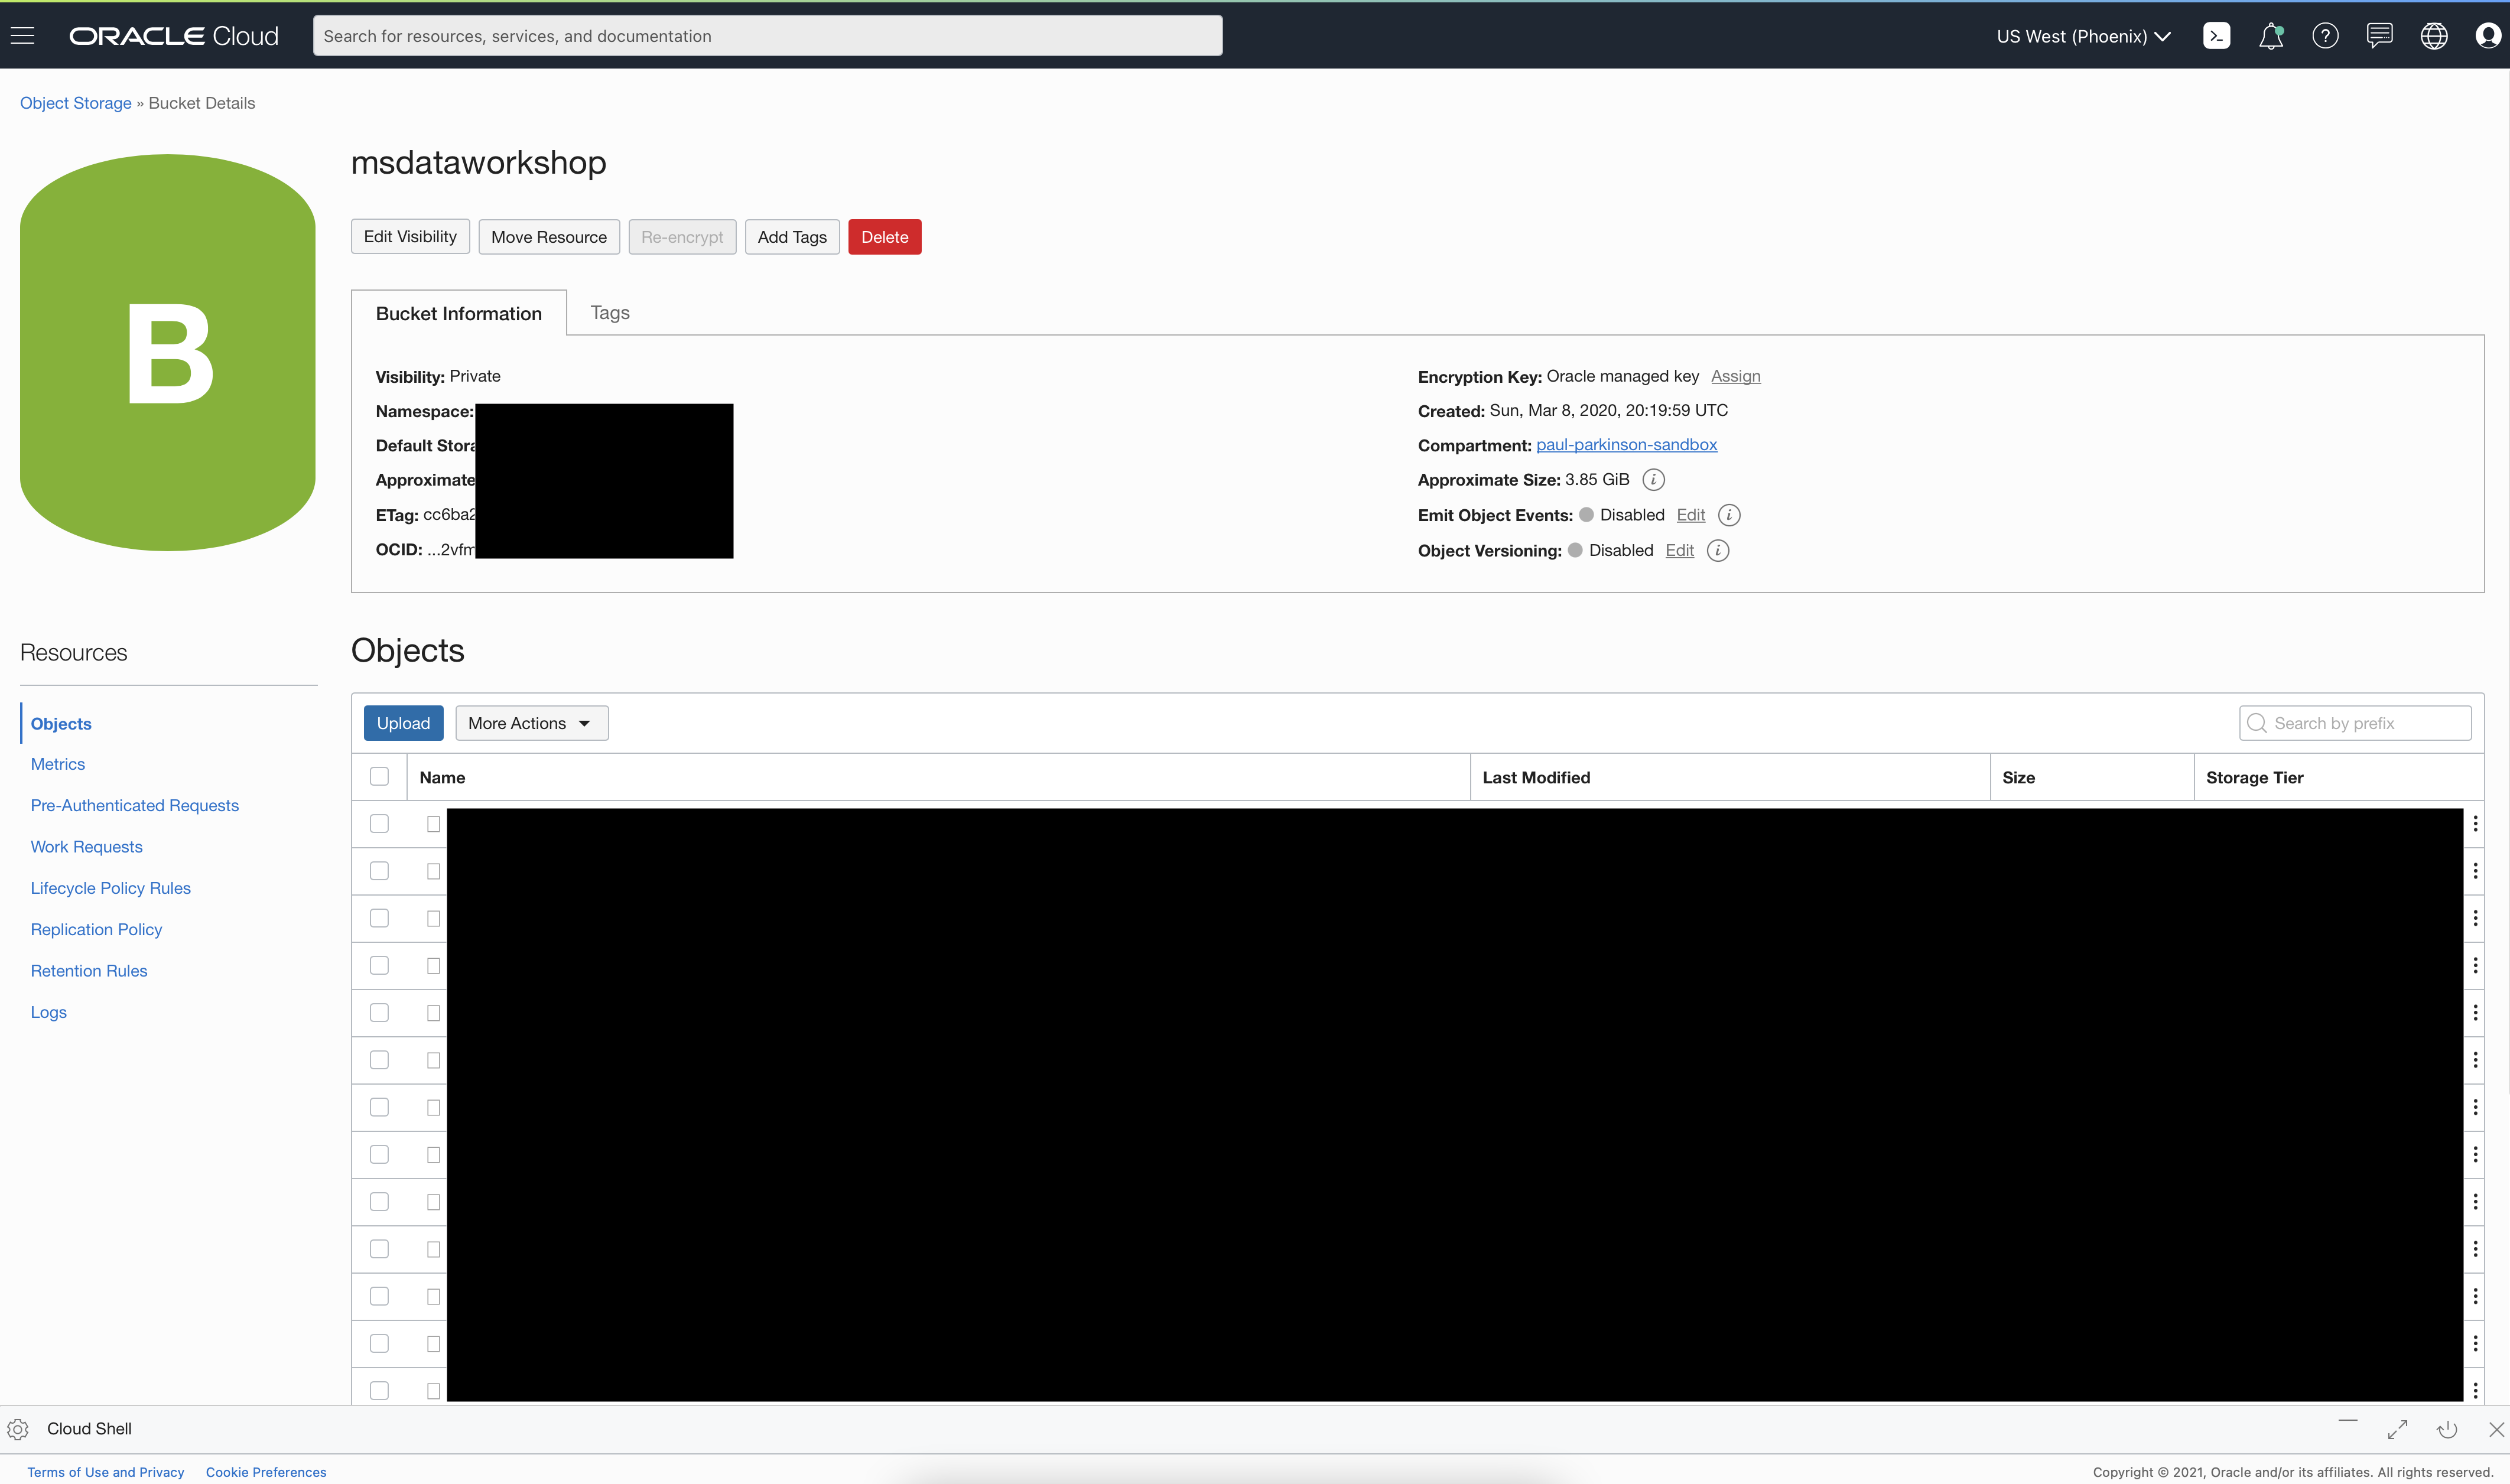 ORACLE Cloud
Search for resources, services, and documentation
US West (Phoenix)
Object Storage » Bucket Details
B
msdataworkshop
Edit Visibility
Move Resource
Re-encrypt
Add Tags
Delete
Bucket Information
Tags
Visibility: Private
Namespace:
Default
Approximate
ETag: cc6ba2
OCID: ...2vfm
Encryption Key: Oracle managed key Assign
Created: Sun, Mar 8, 2020, 20:19:59 UTC
Compartment: paul-parkinson-sandbox
Approximate Size: 3.85 GiB i
Emit Object Events: Disabled Edit i
Object Versioning: Disabled Edit i
Resources
Objects
Metrics
Pre-Authenticated Requests
Work Requests
Lifecycle Policy Rules
Replication Policy
Retention Rules
Logs
Objects
Upload
More Actions
Search by prefix
Name
Last Modified
Size
Storage Tier
Cloud Shell
Terms of Use and Privacy
Cookie Preferences
Copyright © 2021, Oracle and/or its affiliates. All rights reserved.